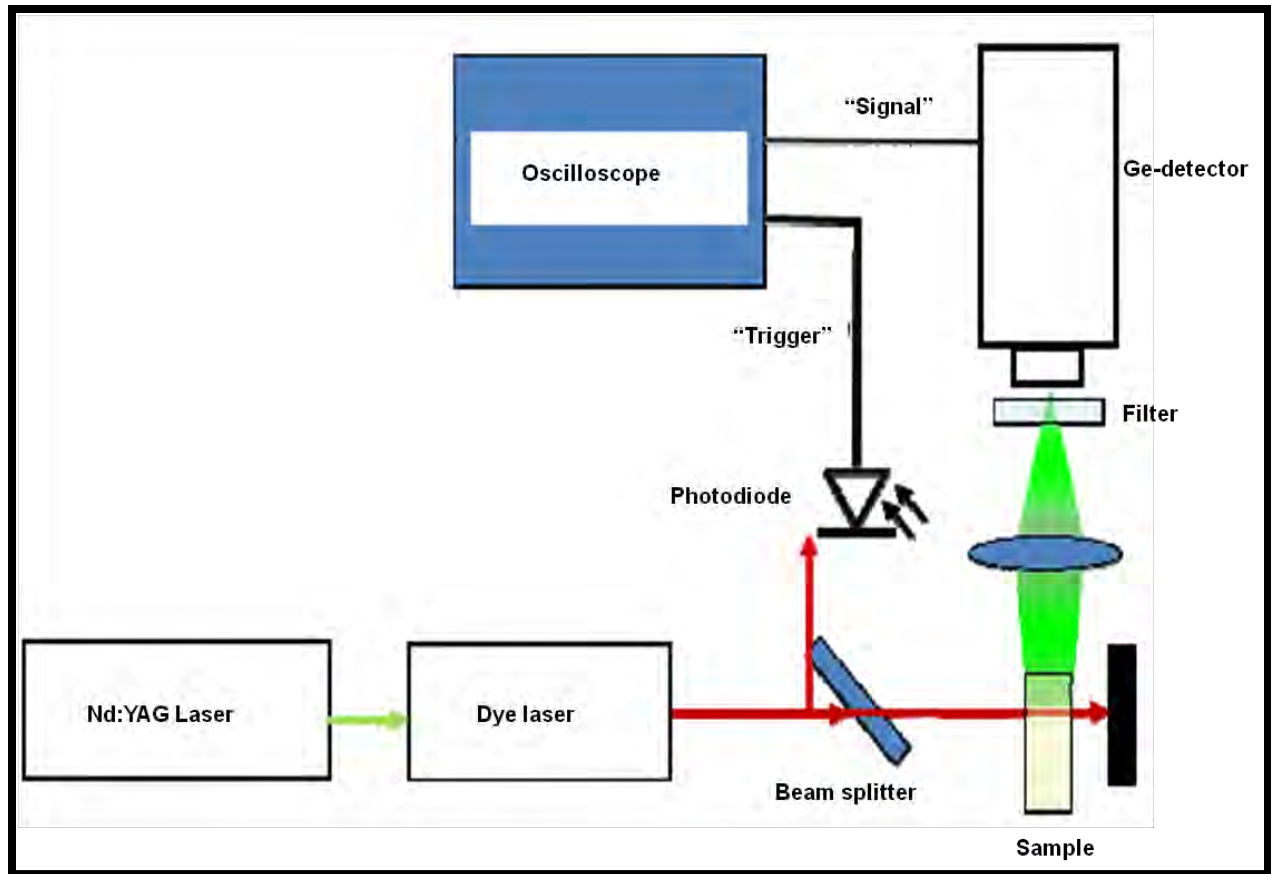 “Signal”
Oscilloscope
Ge-detector
“Trigger”
Filter
Photodiode
Nd:YAG Laser
Dye laser
Beam splitter
Sample